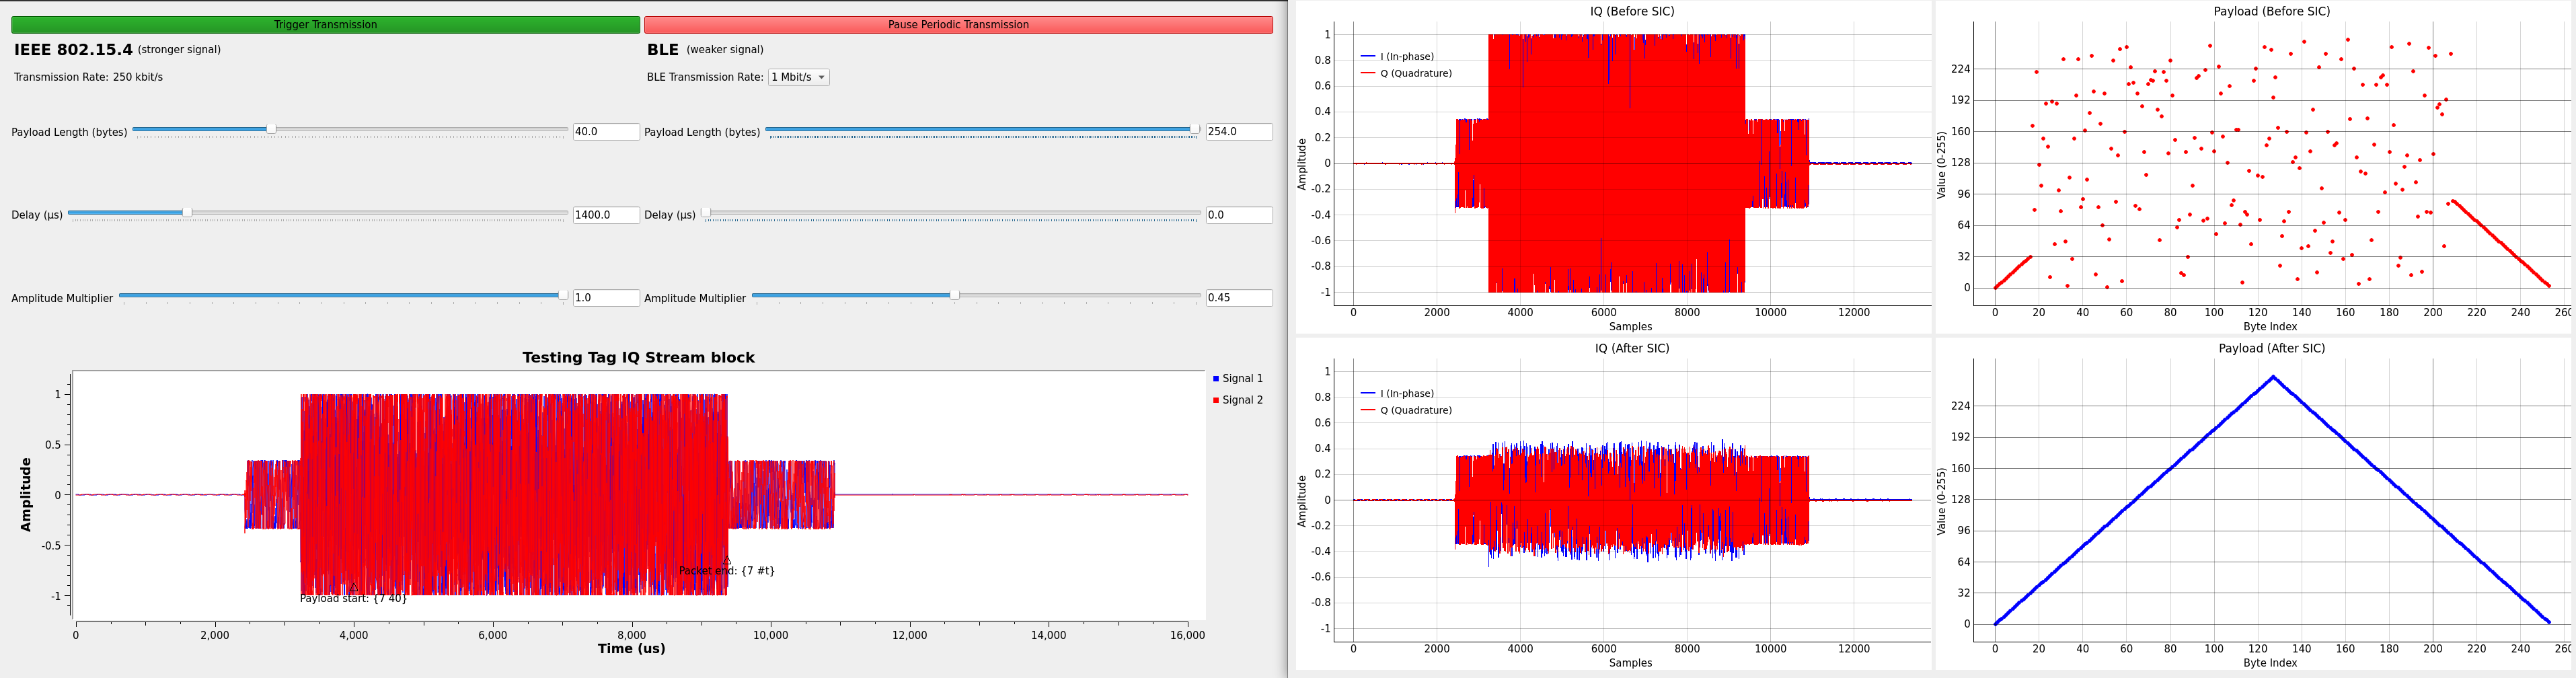 Trigger Transmission
Pause Periodic Transmission
IEEE 802.15.4 (stronger signal)
BLE (weaker signal)
Transmission Rate: 250 kbit/s
BLE Transmission Rate: 1 Mbit/s
Payload Length (bytes) 40.0
Payload Length (bytes) 254.0
Delay (µs) 1400.0
Delay (µs) 0.0
Amplitude Multiplier 1.0
Amplitude Multiplier 0.45
Testing Tag IQ Stream block
Signal 1
Signal 2
Amplitude
1
0.5
0
-0.5
-1
Packet end: {7 #t}
Payload start: {7 40}
0 2,000 4,000 6,000 8,000 10,000 12,000 14,000 16,000
Time (us)
IQ (Before SIC)
I (In-phase)
Q (Quadrature)
Amplitude
1
0.8
0.6
0.4
0.2
0
-0.2
-0.4
-0.6
-0.8
-1
0 2000 4000 6000 8000 10000 12000
Samples
Payload (Before SIC)
Value (0-255)
224
192
160
128
96
64
32
0
0 20 40 60 80 100 120 140 160 180 200 220 240 260
Byte Index
IQ (After SIC)
I (In-phase)
Q (Quadrature)
Amplitude
1
0.8
0.6
0.4
0.2
0
-0.2
-0.4
-0.6
-0.8
-1
0 2000 4000 6000 8000 10000 12000
Samples
Payload (After SIC)
Value (0-255)
224
192
160
128
96
64
32
0
0 20 40 60 80 100 120 140 160 180 200 220 240 260
Byte Index